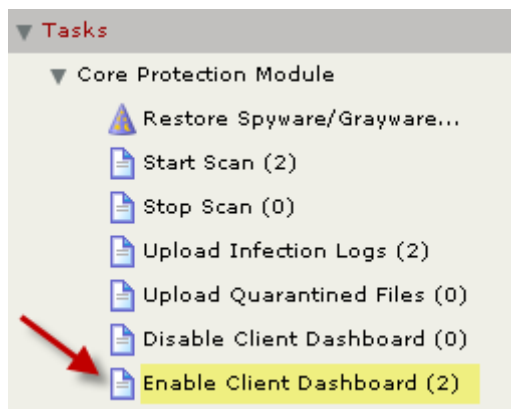 Tasks
Core Protection Module
Restore Spyware/Grayware...
Start Scan (2)
Stop Scan (0)
Upload Infection Logs (2)
Upload Quarantined Files (0)
Disable Client Dashboard (0)
Enable Client Dashboard (2)